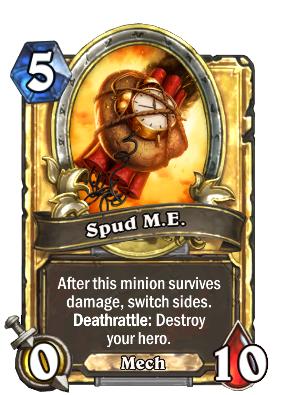 5
Spud M.E.
After this minion survives
damage, switch sides.
Deathrattle: Destroy
your hero.
Mech
0
10